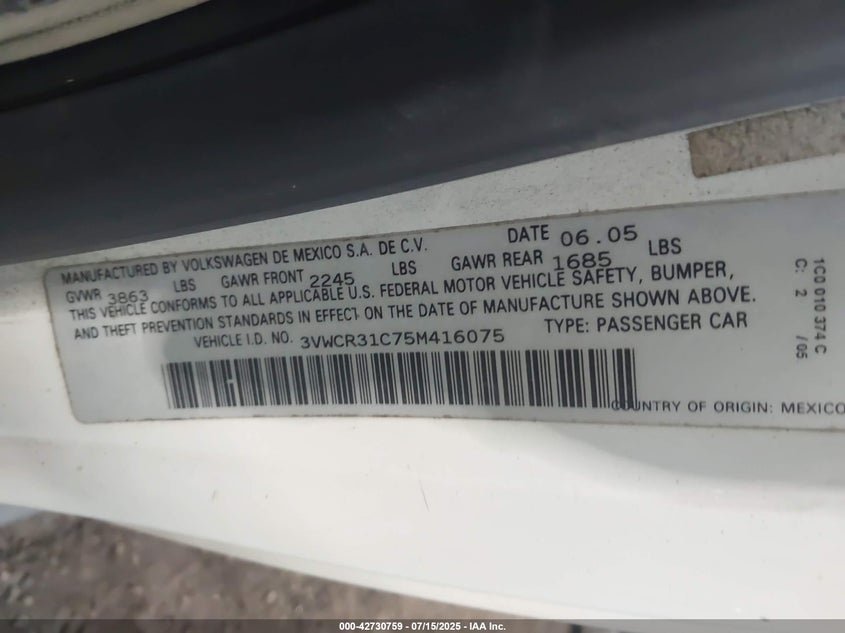 MANUFACTURED BY VOLKSWAGEN DE MEXICO S.A. DE C.V. DATE 06.05
GVWR 3863 LBS GAWR FRONT 2245 LBS GAWR REAR 1685 LBS
THIS VEHICLE CONFORMS TO ALL APPLICABLE U.S. FEDERAL MOTOR VEHICLE SAFETY, BUMPER,
AND THEFT PREVENTION STANDARDS IN EFFECT ON THE DATE OF MANUFACTURE SHOWN ABOVE.
VEHICLE I.D. NO. 3VWCR31C75M416075 TYPE: PASSENGER CAR
COUNTRY OF ORIGIN: MEXICO
1C0 010 374 C
C: 2 / 05
000-42730759 - 07/15/2025 - IAA Inc.